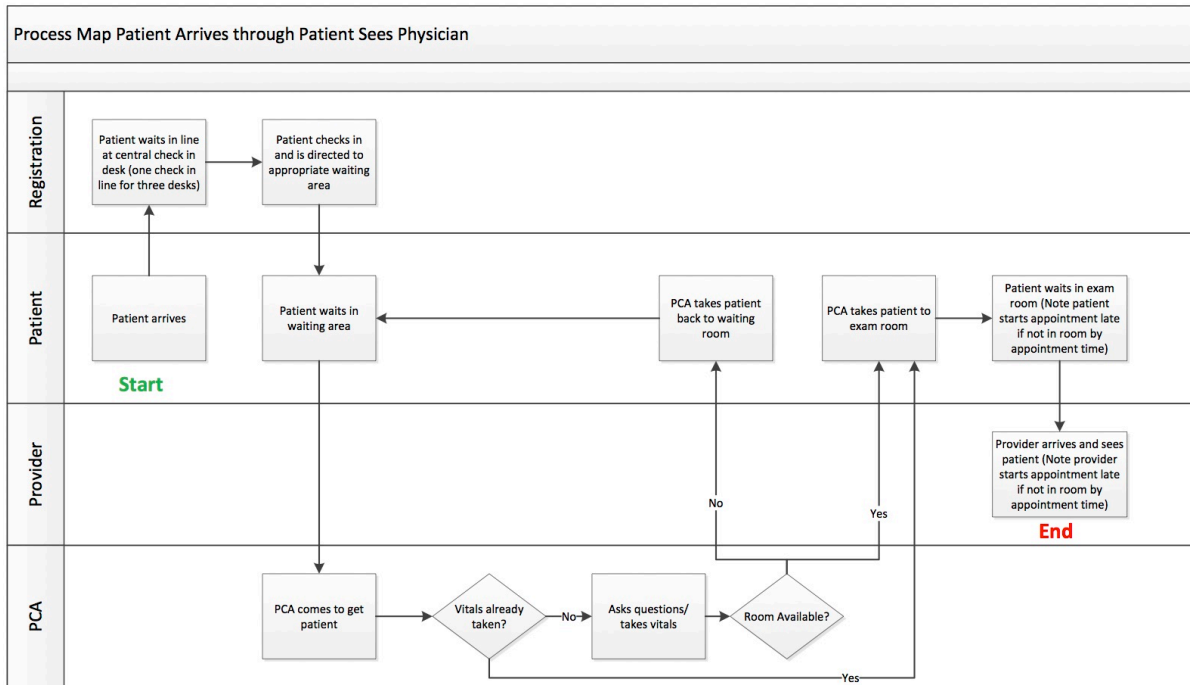 Process Map Patient Arrives through Patient Sees Physician
Registration
Patient waits in line
at central check in
desk (one check in
line for three desks)
Patient checks in
and is directed to
appropriate waiting
area
Patient
Patient arrives
Start
Patient waits in
waiting area
PCA takes patient
back to waiting
room
PCA takes patient to
exam room
Patient waits in exam
room (Note patient
starts appointment late
if not in room by
appointment time)
Provider
Provider arrives and sees
patient (Note provider
starts appointment late
if not in room by
appointment time)
End
No
Yes
PCA
PCA comes to get
patient
Vitals already
taken?
No
Asks questions/
takes vitals
Room Available?
Yes